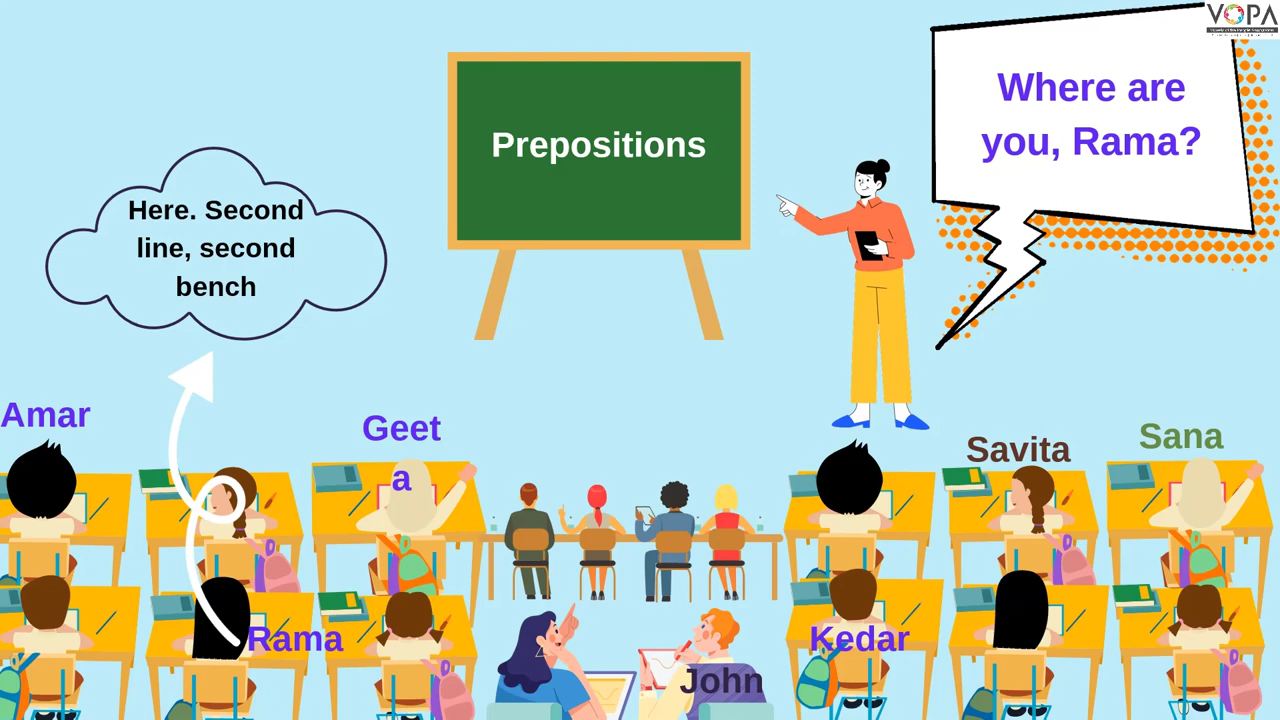 VOPA
Prepositions
Where are
you, Rama?
Here. Second
line, second
bench
Amar
Geet
a
Savita
Sana
Rama
Kedar
John